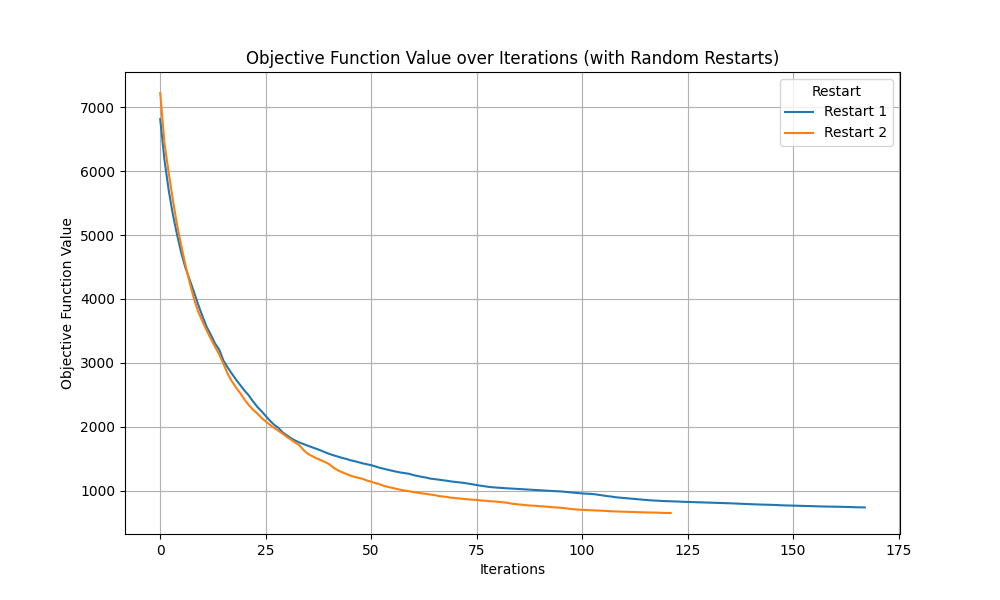 Objective Function Value over Iterations (with Random Restarts)
Restart
Restart 1
Restart 2
Objective Function Value
7000
6000
5000
4000
3000
2000
1000
0 25 50 75 100 125 150 175
Iterations